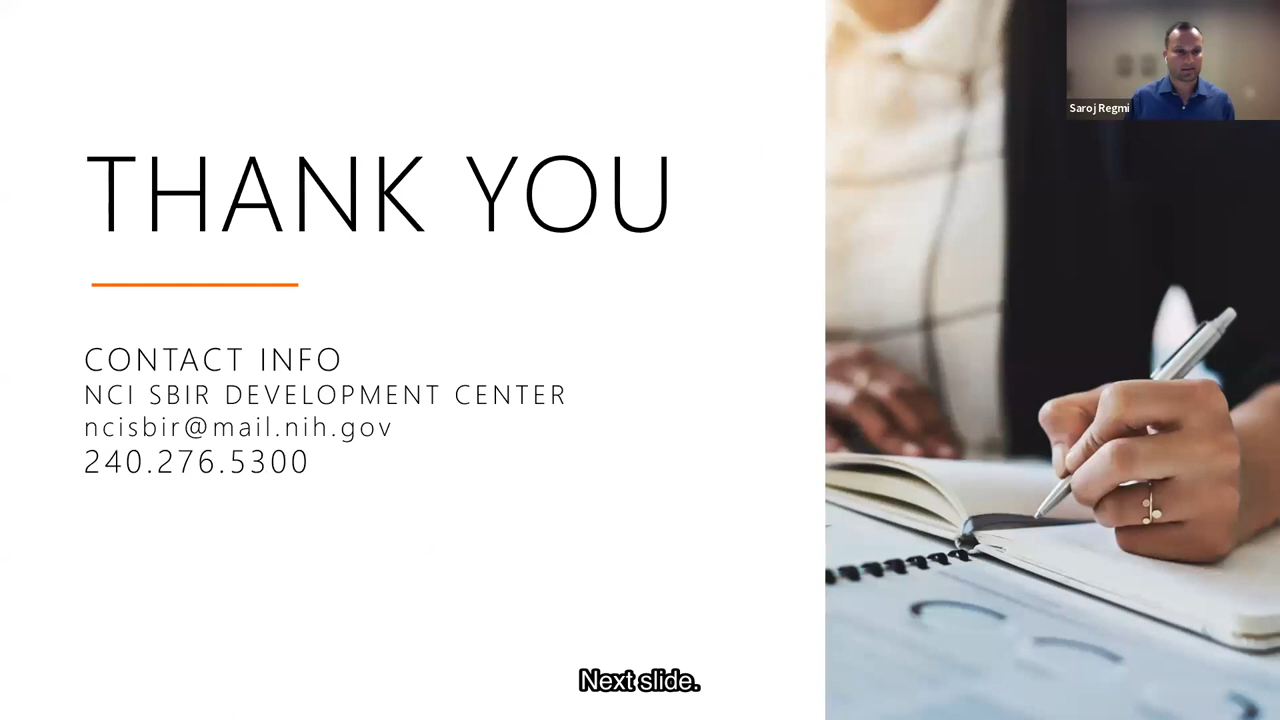 Saroj Regmi
THANK YOU
CONTACT INFO
NCI SBIR DEVELOPMENT CENTER
ncisbir@mail.nih.gov
240.276.5300
Next slide.